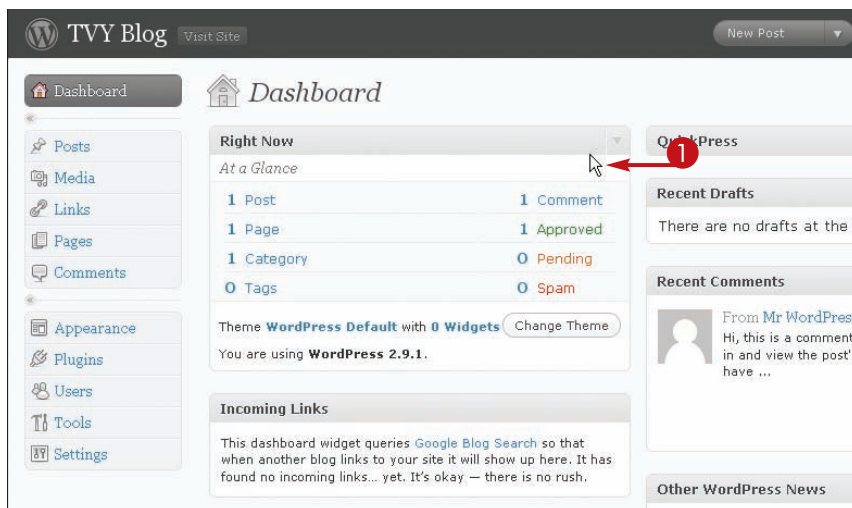 TVY Blog Visit Site New Post
Dashboard
Posts
Media
Links
Pages
Comments
Appearance
Plugins
Users
Tools
Settings
Dashboard
Right Now
At a Glance
1 Post 1 Comment
1 Page 1 Approved
1 Category 0 Pending
0 Tags 0 Spam
Theme WordPress Default with 0 Widgets Change Theme
You are using WordPress 2.9.1.
Incoming Links
This dashboard widget queries Google Blog Search so that
when another blog links to your site it will show up here. It has
found no incoming links... yet. It's okay — there is no rush.
1
Recent Drafts
There are no drafts at the
Recent Comments
From Mr WordPres
Hi, this is a comment
in and view the post'
have ...
Other WordPress News